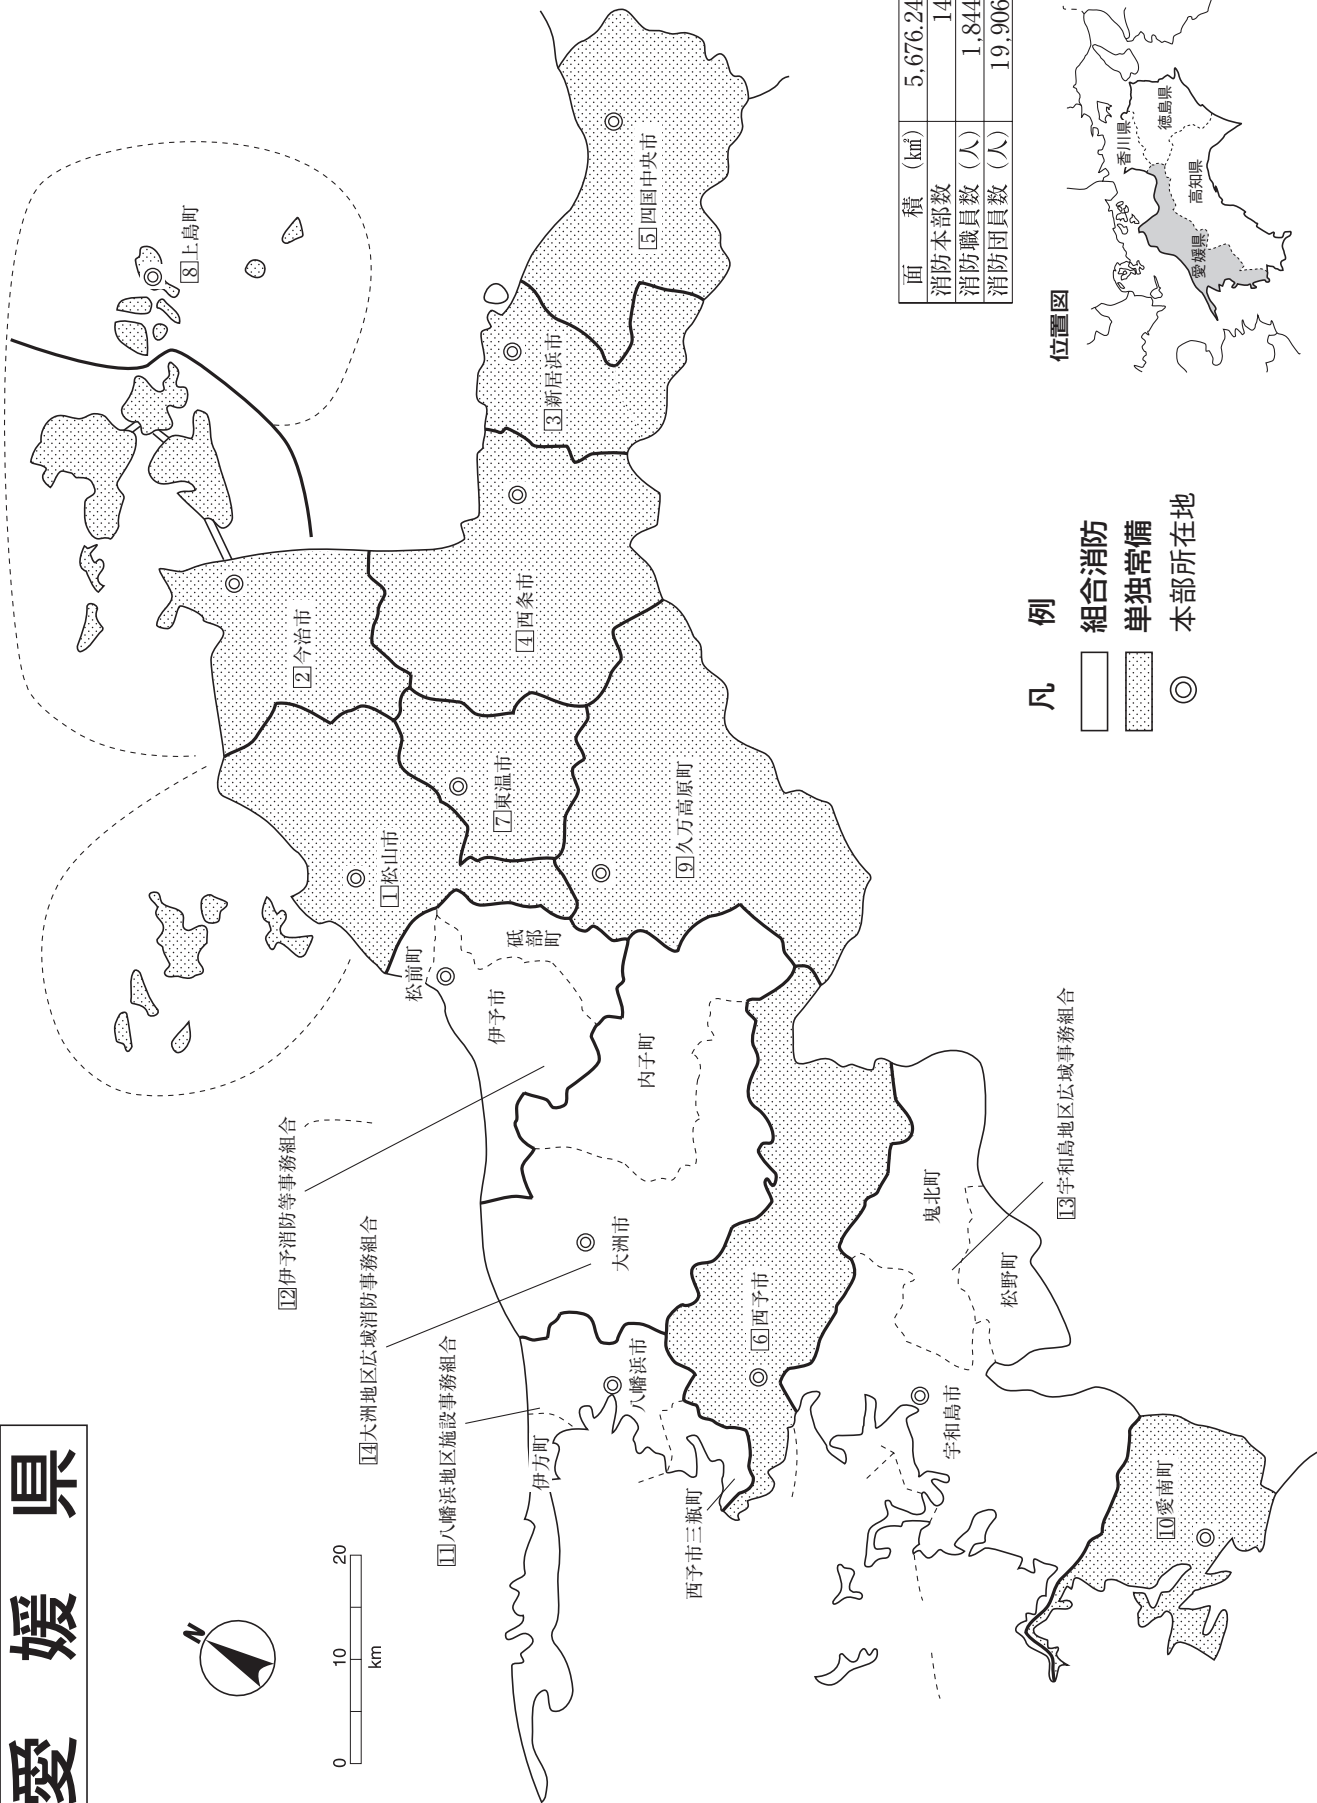 愛媛県
N
0 10 20
km
8上島町
5四国中央市
3新居浜市
4西条市
2今治市
1松山市
7東温市
9久万高原町
松前町
砥部町
伊予市
内子町
12伊予消防等事務組合
14大洲地区広域消防事務組合
大洲市
11八幡浜地区施設事務組合
八幡浜市
伊方町
西予市三瓶町
6西予市
鬼北町
松野町
13宇和島地区広域事務組合
宇和島市
10愛南町
面積（㎢） 5,676.24
消防本部数 14
消防職員数（人） 1,844
消防団員数（人） 19,906
凡例
組合消防
単独常備
本部所在地
位置図
香川県
徳島県
高知県
愛媛県